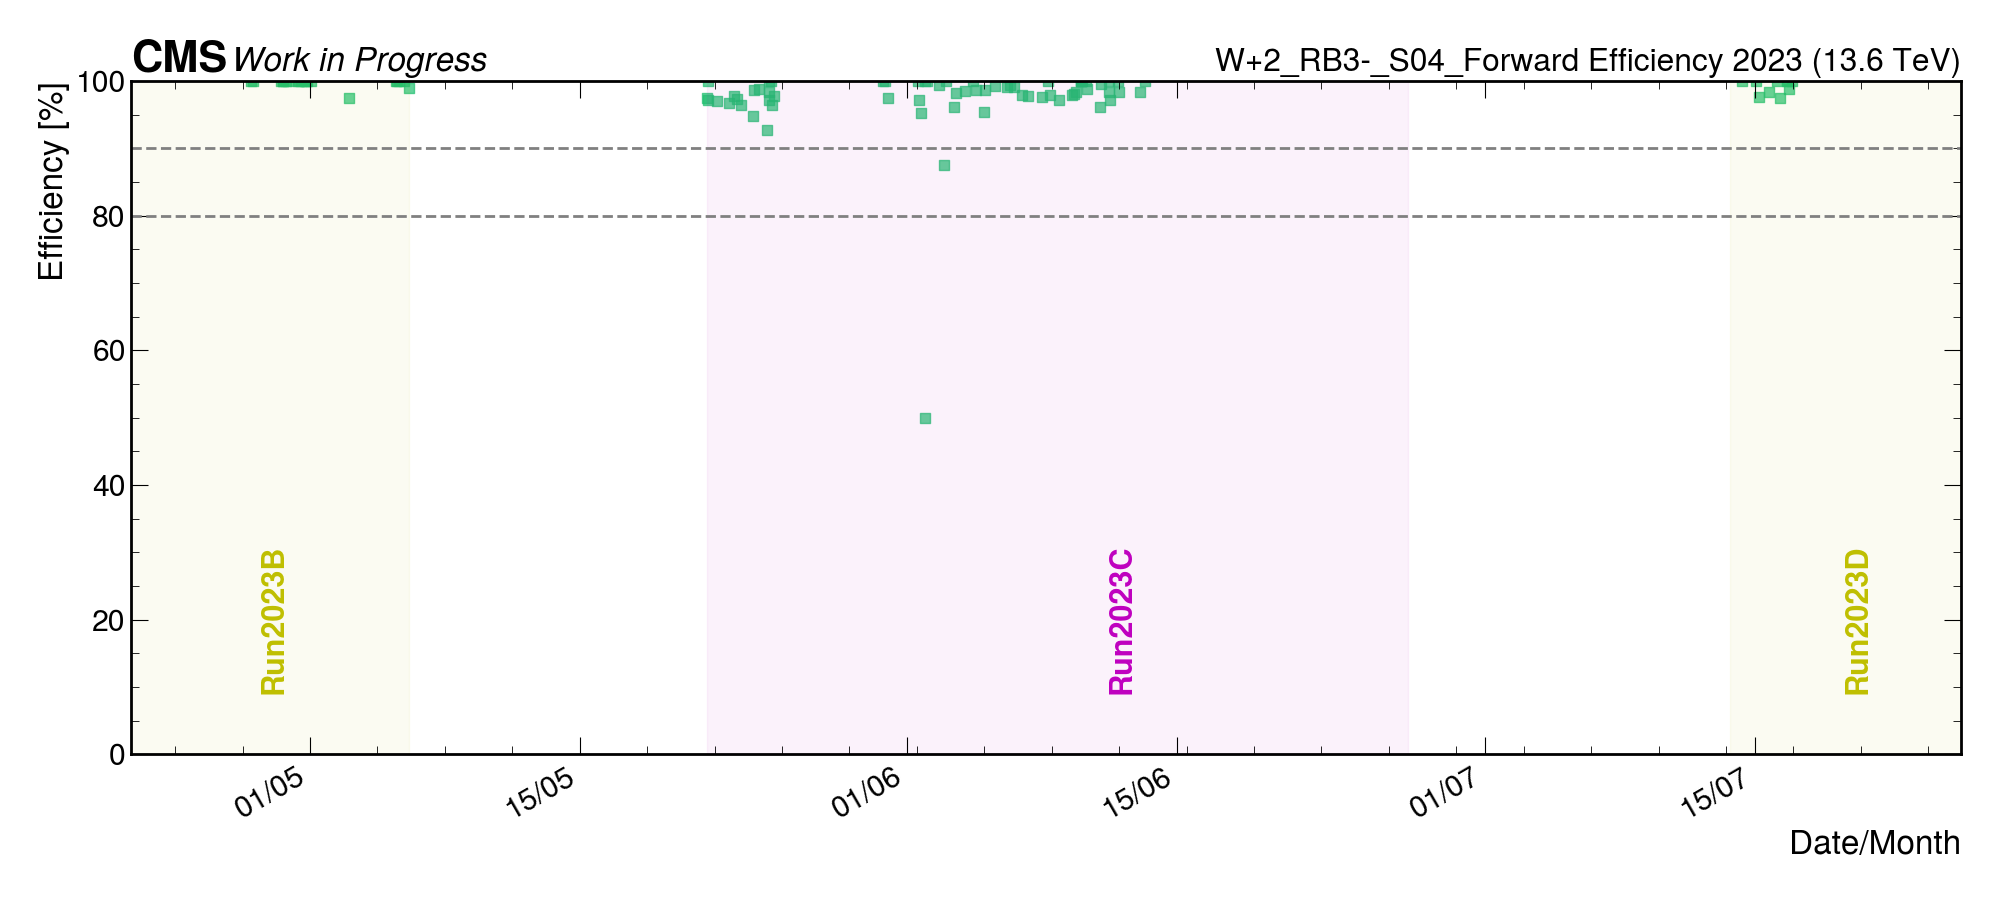 CMS Work in Progress
W+2_RB3-_S04_Forward Efficiency 2023 (13.6 TeV)
Efficiency [%]
100
80
60
40
20
0
Run2023B
Run2023C
Run2023D
01/05
15/05
01/06
15/06
01/07
15/07
Date/Month